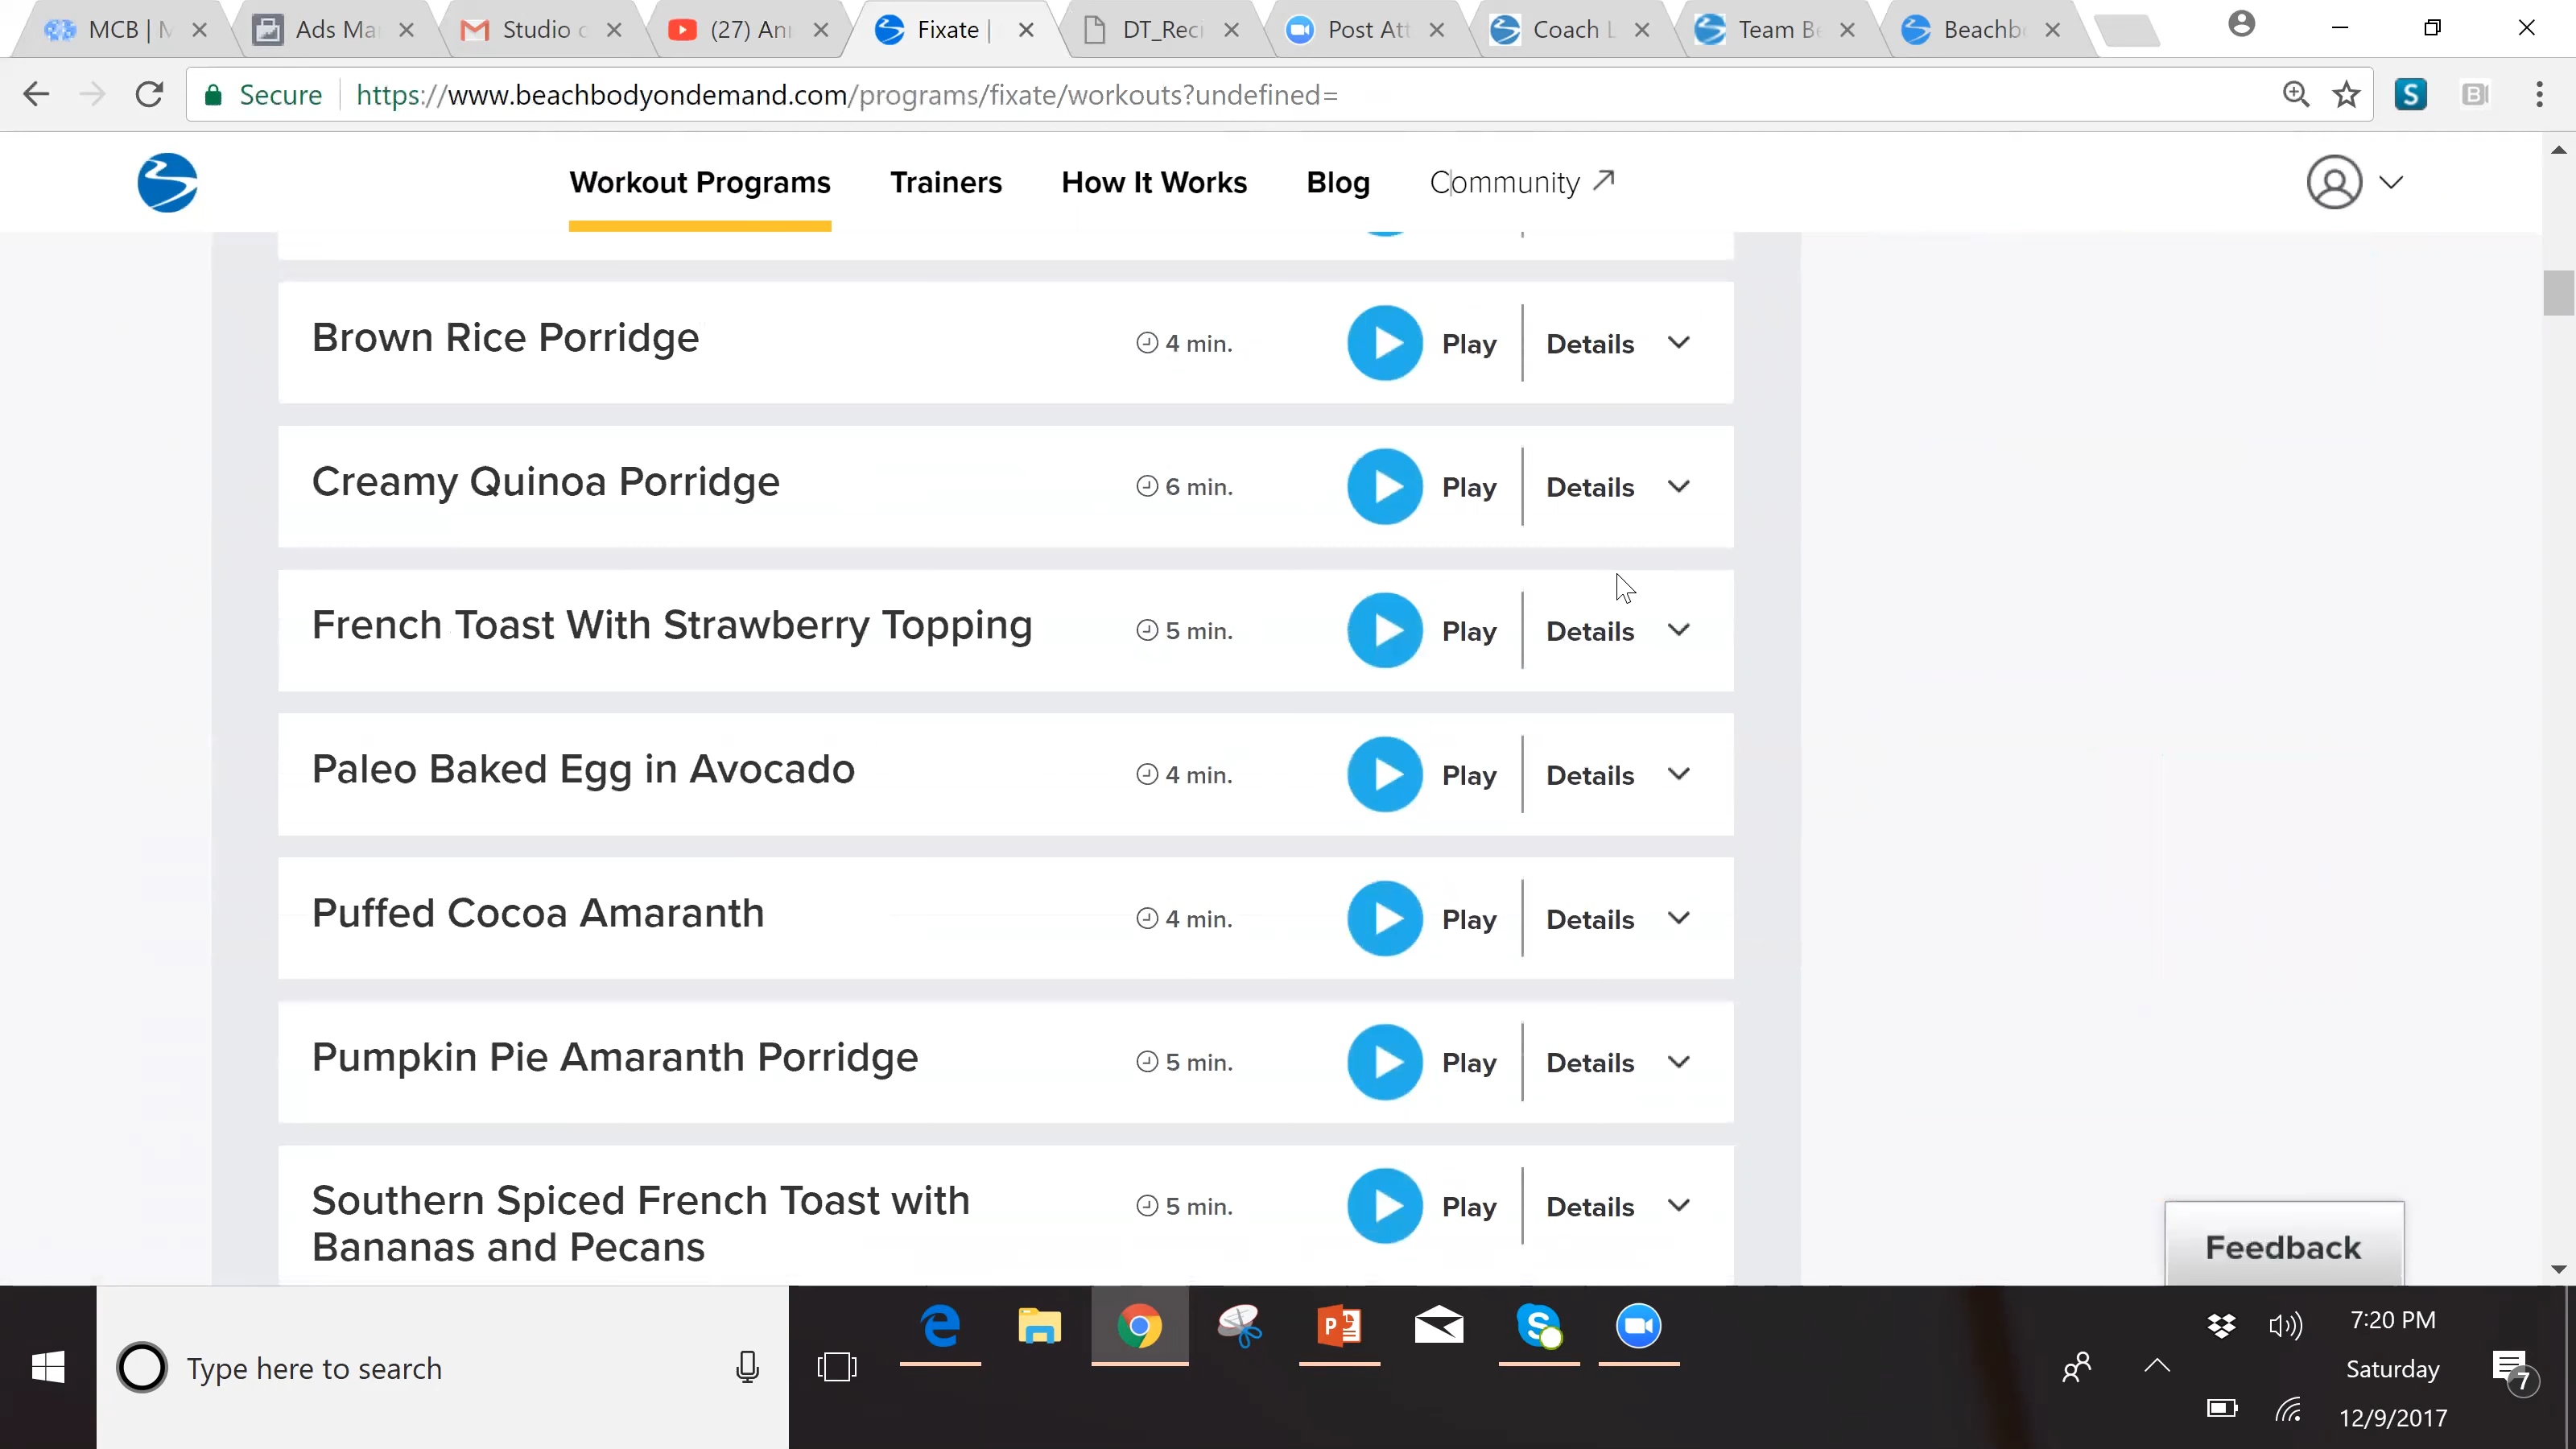 MCB | M
Ads Ma
Studio c
(27) An
Fixate |
DT_Rec
Post Att
Coach L
Team Be
Beachb
Secure
https://www.beachbodyondemand.com/programs/fixate/workouts?undefined=
S
B
Workout Programs
Trainers
How It Works
Blog
Community
Brown Rice Porridge
4 min.
Play
Details
Creamy Quinoa Porridge
6 min.
Play
Details
French Toast With Strawberry Topping
5 min.
Play
Details
Paleo Baked Egg in Avocado
4 min.
Play
Details
Puffed Cocoa Amaranth
4 min.
Play
Details
Pumpkin Pie Amaranth Porridge
5 min.
Play
Details
Southern Spiced French Toast with
Bananas and Pecans
5 min.
Play
Details
Feedback
Type here to search
7:20 PM
Saturday
12/9/2017
7